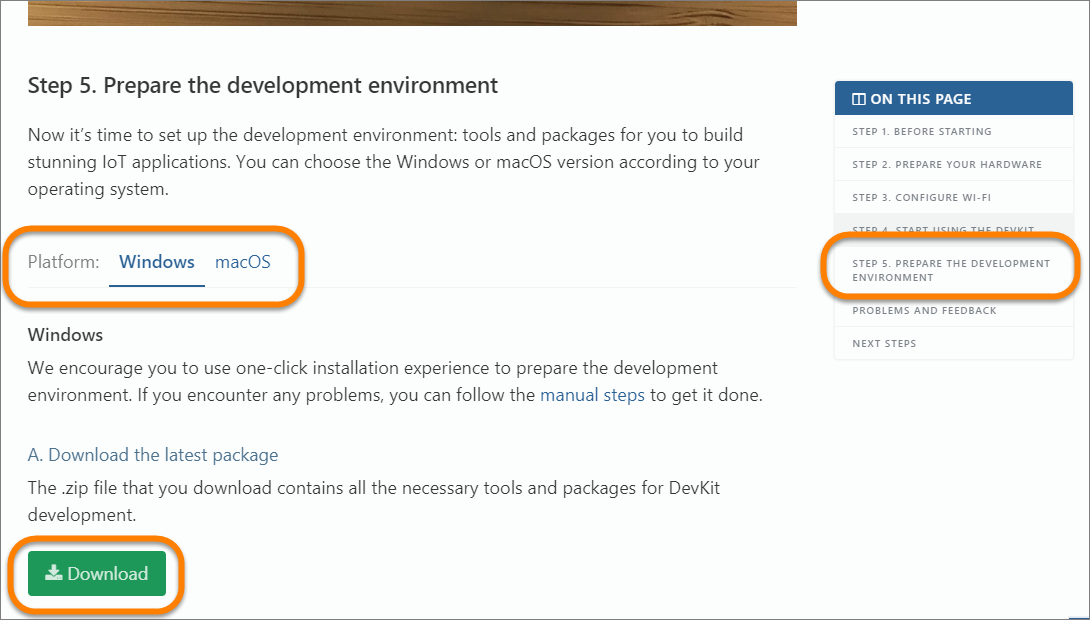 Step 5. Prepare the development environment
Now it’s time to set up the development environment: tools and packages for you to build
stunning IoT applications. You can choose the Windows or macOS version according to your
operating system.
Platform: Windows macOS
Windows
We encourage you to use one-click installation experience to prepare the development
environment. If you encounter any problems, you can follow the manual steps to get it done.
A. Download the latest package
The .zip file that you download contains all the necessary tools and packages for DevKit
development.
Download
ON THIS PAGE
STEP 1. BEFORE STARTING
STEP 2. PREPARE YOUR HARDWARE
STEP 3. CONFIGURE WI-FI
STEP 4. START USING THE DEVKIT
STEP 5. PREPARE THE DEVELOPMENT
ENVIRONMENT
PROBLEMS AND FEEDBACK
NEXT STEPS